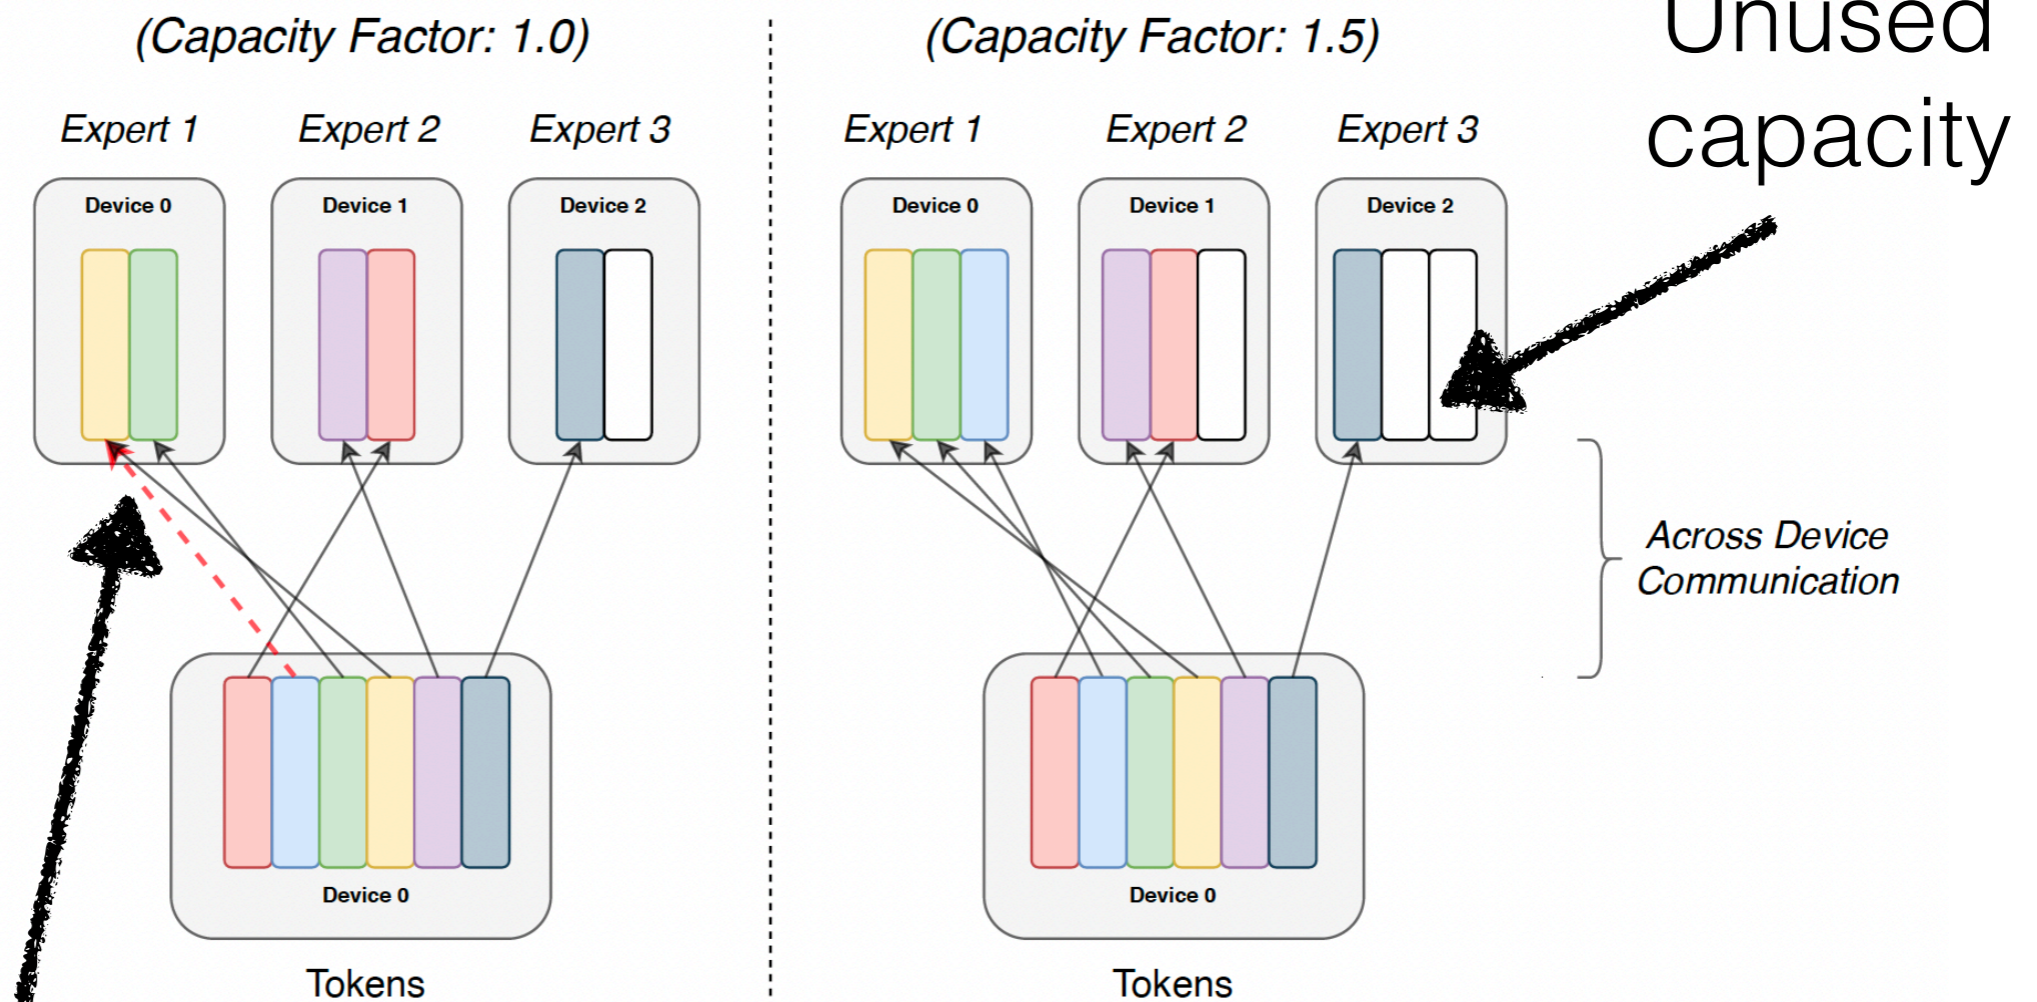 (Capacity Factor: 1.0)
(Capacity Factor: 1.5)
Unused
capacity
Expert 1
Expert 2
Expert 3
Expert 1
Expert 2
Expert 3
Device 0
Device 1
Device 2
Device 0
Device 1
Device 2
Across Device
Communication
Device 0
Device 0
Tokens
Tokens